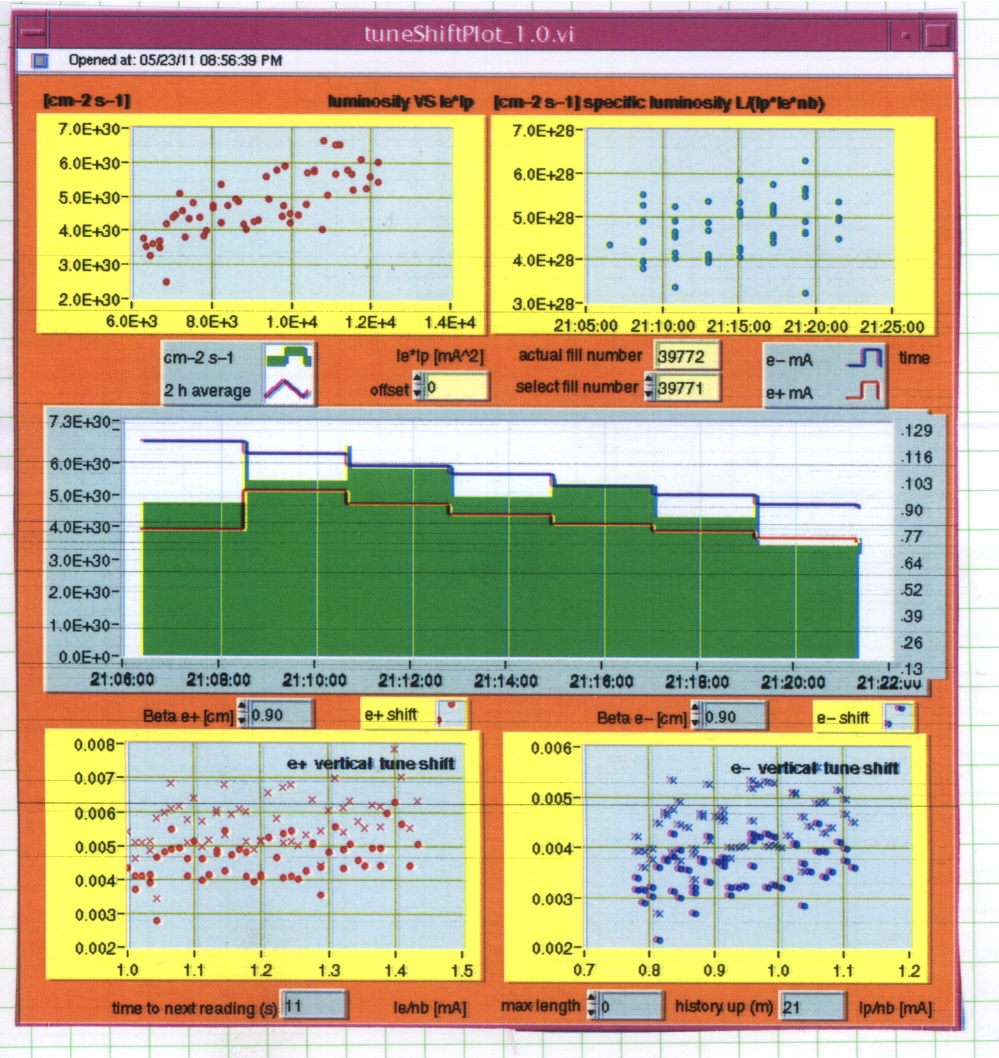 tuneShiftPlot_1.0.vi
Opened at: 05/23/11 08:56:39 PM
[cm-2 s-1] luminosity VS Ie*Ip
[cm-2 s-1] specific luminosity L/(Ip*Ie*nb)
7.0E+30
6.0E+30
5.0E+30
4.0E+30
3.0E+30
2.0E+30
6.0E+3 8.0E+3 1.0E+4 1.2E+4 1.4E+4
7.0E+28
6.0E+28
5.0E+28
4.0E+28
3.0E+28
21:05:00 21:10:00 21:15:00 21:20:00 21:25:00
cm-2 s-1
2 h average
Ie*Ip [mA^2]
offset 0
actual fill number 39772
select fill number 39771
e- mA
e+ mA
time
7.3E+30
6.0E+30
5.0E+30
4.0E+30
3.0E+30
2.0E+30
1.0E+30
0.0E+0
.129
.116
.103
.90
.77
.64
.52
.39
.26
.13
21:06:00 21:08:00 21:10:00 21:12:00 21:14:00 21:16:00 21:18:00 21:20:00 21:22:00
Beta e+ [cm] 0.90
e+ shift
Beta e- [cm] 0.90
e- shift
e+ vertical tune shift
0.008
0.007
0.006
0.005
0.004
0.003
0.002
1.0 1.1 1.2 1.3 1.4 1.5
e- vertical tune shift
0.006
0.005
0.004
0.003
0.002
0.7 0.8 0.9 1.0 1.1 1.2
time to next reading (s) 11
Ie/nb [mA]
max length 0
history up (m) 21
Ip/nb [mA]